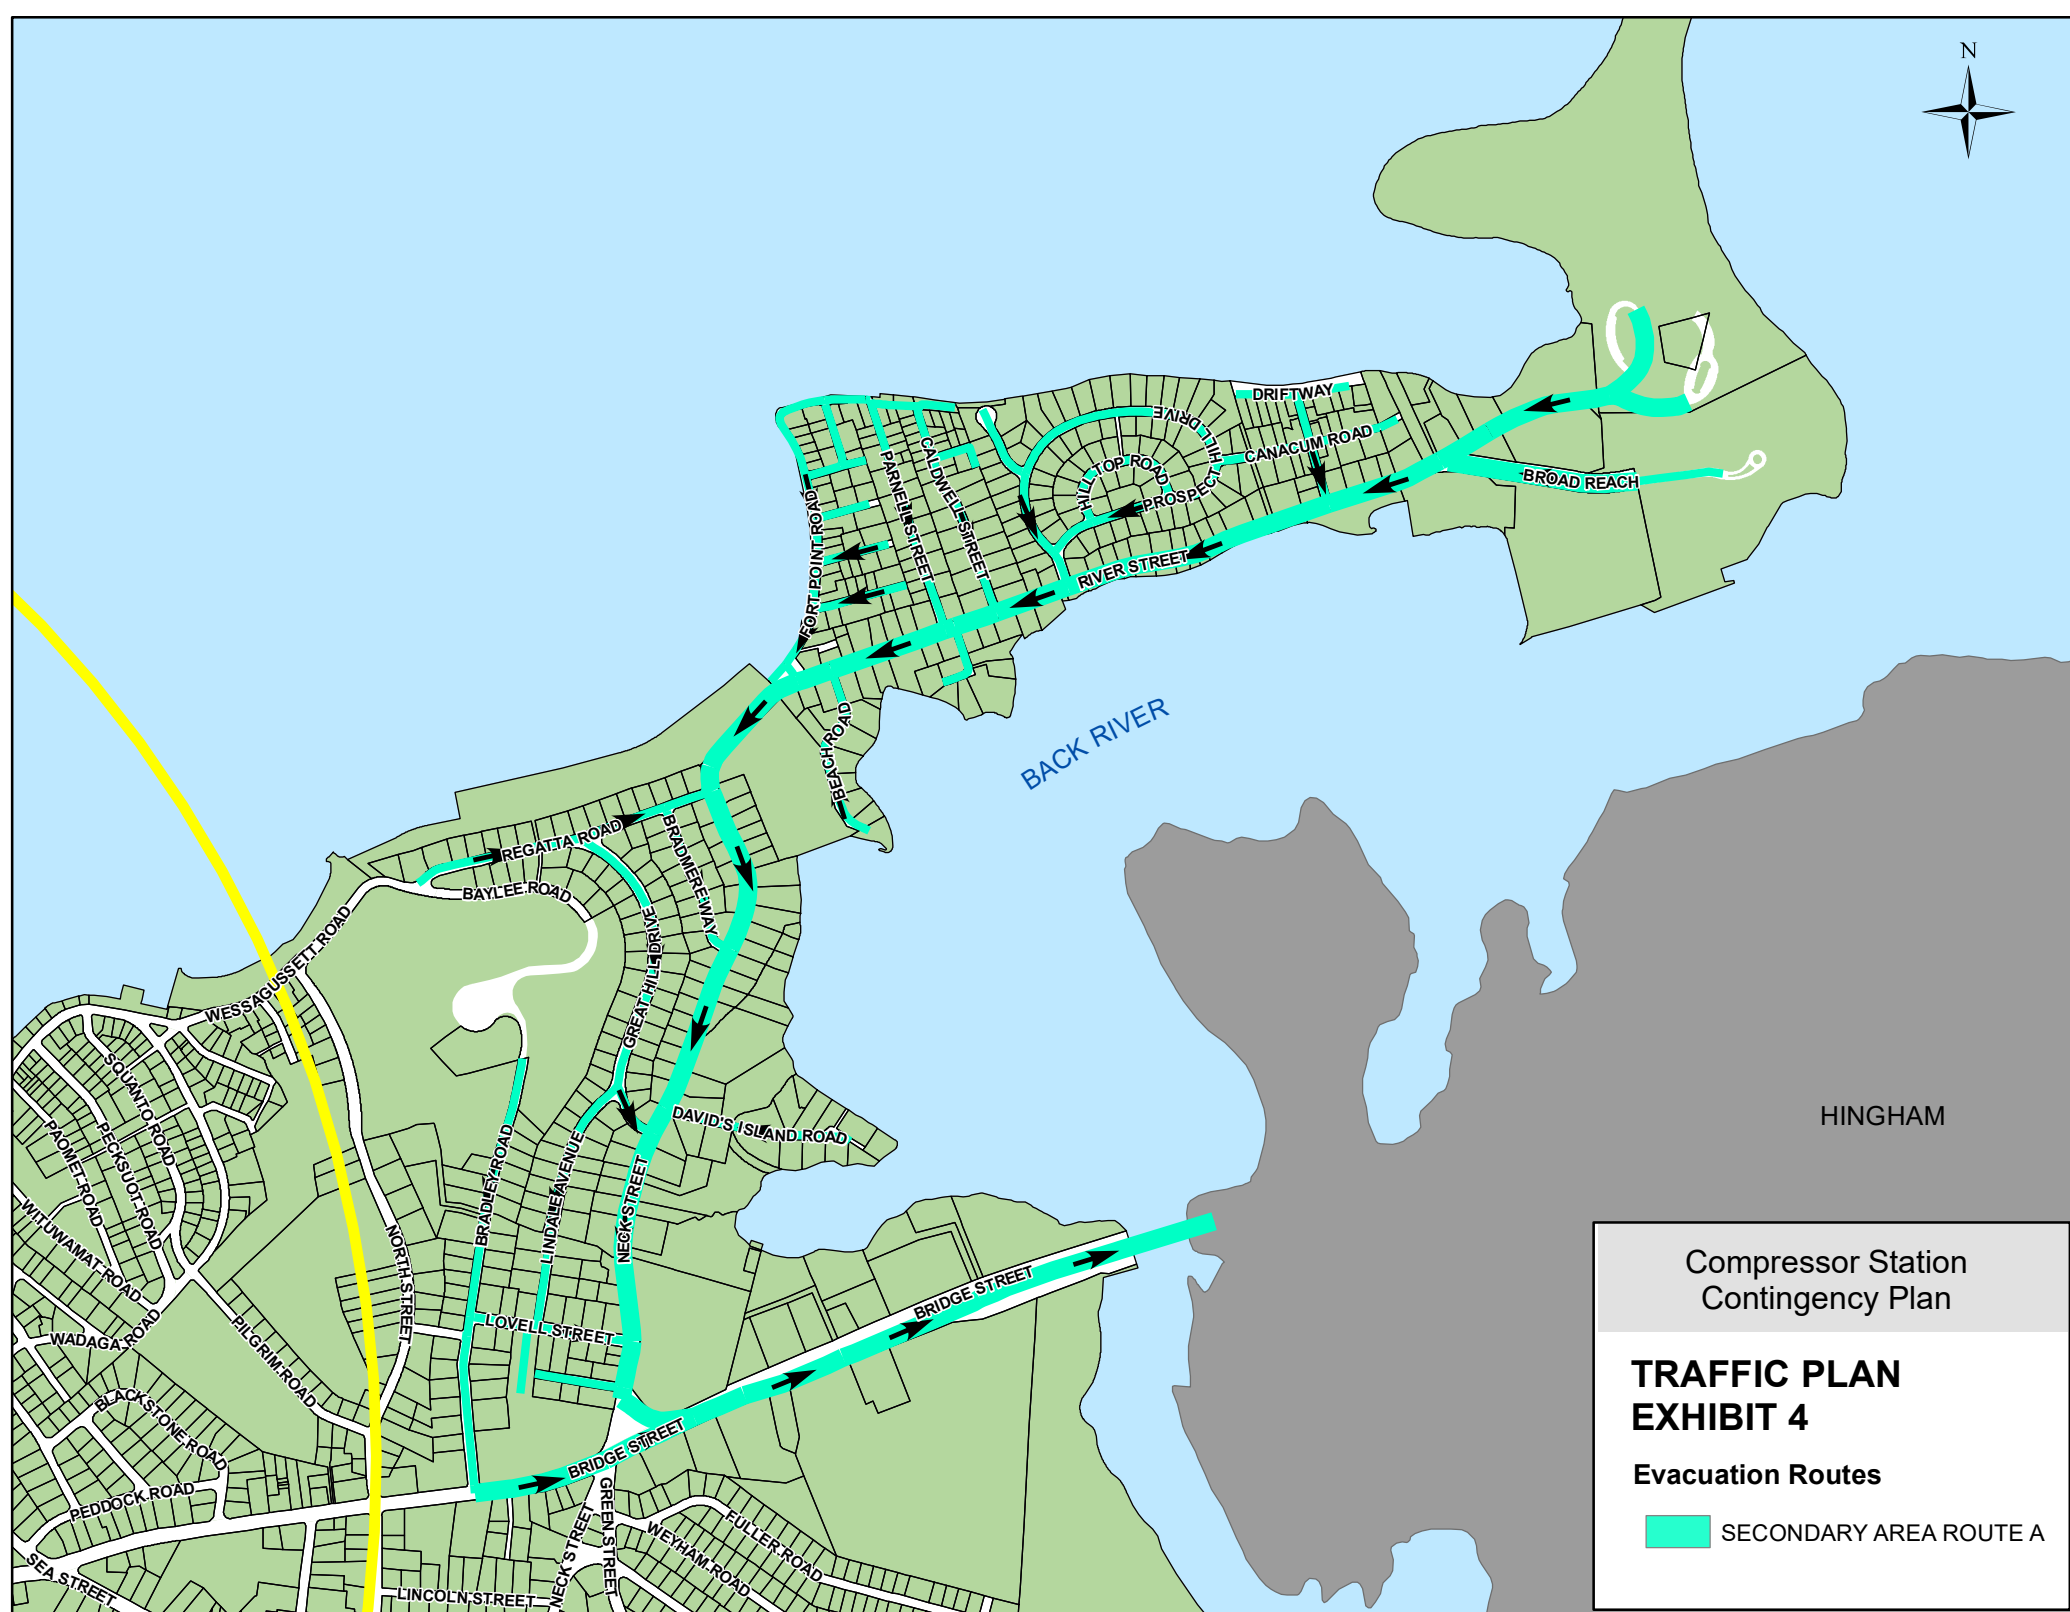 N
DRIFTWAY
HILL DRIVE
CANACUM ROAD
HILL TOP ROAD
PROSPECT
BROAD REACH
CALDWELL STREET
PARNELL STREET
FORT POINT ROAD
RIVER STREET
BEACH ROAD
BACK RIVER
REGATTA ROAD
BRADMERE WAY
BAYLEE ROAD
GREAT HILL DRIVE
WESSAGUSSETT ROAD
SQUANTO ROAD
PECKSUOT ROAD
PAOMET ROAD
WITUWAMAT ROAD
WADAGA ROAD
PILGRIM ROAD
NORTH STREET
BRADLEY ROAD
LINDALE AVENUE
NECK STREET
DAVID'S ISLAND ROAD
LOVELL STREET
BRIDGE STREET
BRIDGE STREET
BLACKSTONE ROAD
PEDDOCK ROAD
SEA STREET
LINCOLN STREET
NECK STREET
GREEN STREET
WEYHAM ROAD
FULLER ROAD
HINGHAM
Compressor Station
Contingency Plan
TRAFFIC PLAN
EXHIBIT 4
Evacuation Routes
SECONDARY AREA ROUTE A